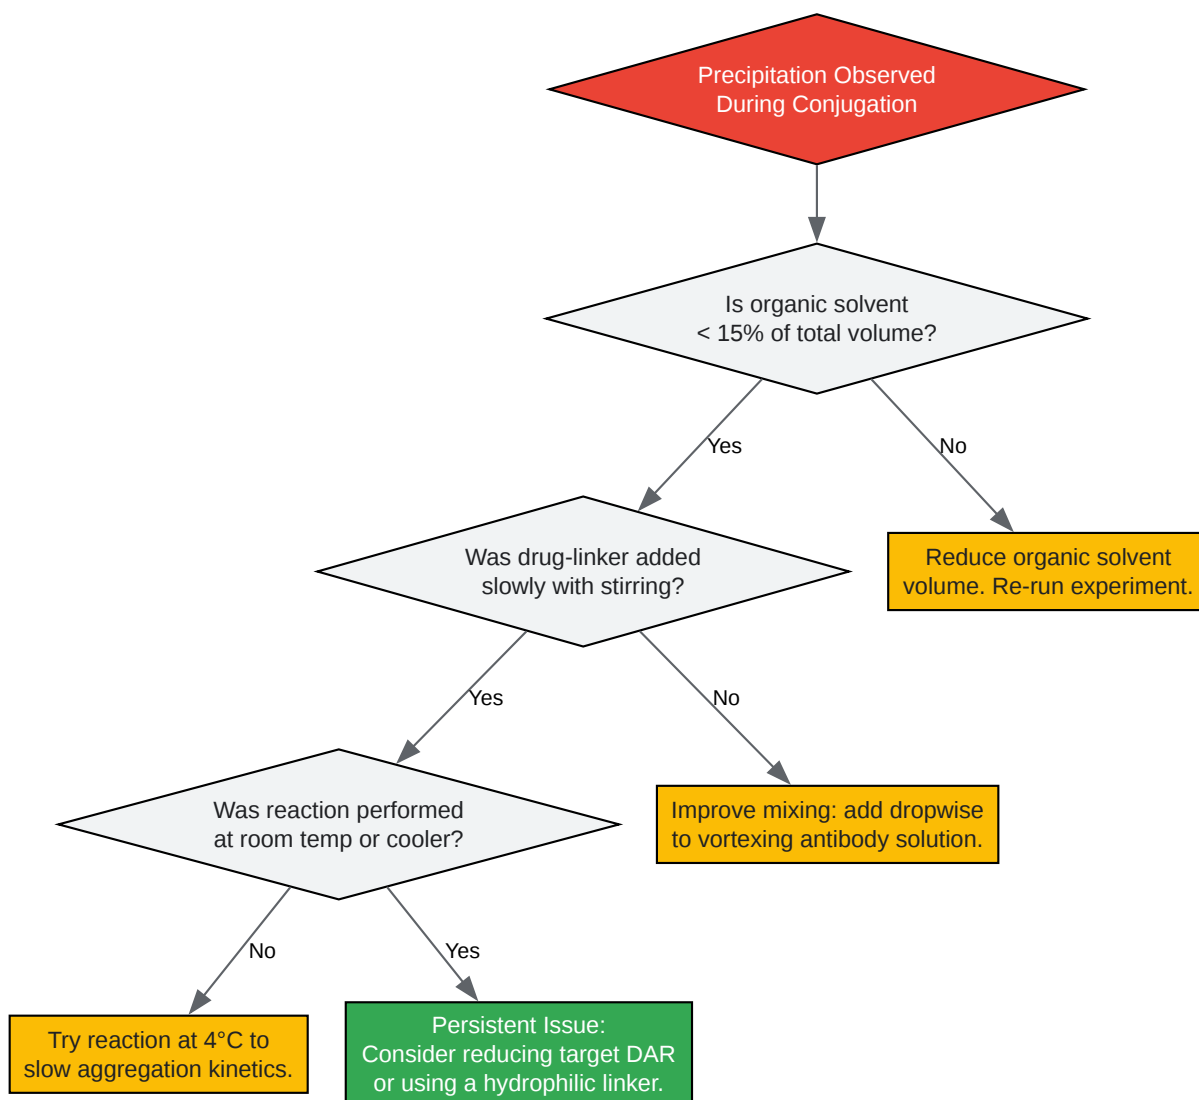 Precipitation Observed
During Conjugation
Is organic solvent
< 15% of total volume?
Yes
No
Was drug-linker added
slowly with stirring?
Reduce organic solvent
volume. Re-run experiment.
Yes
No
Was reaction performed
at room temp or cooler?
Improve mixing: add dropwise
to vortexing antibody solution.
No
Yes
Try reaction at 4°C to
slow aggregation kinetics.
Persistent Issue:
Consider reducing target DAR
or using a hydrophilic linker.